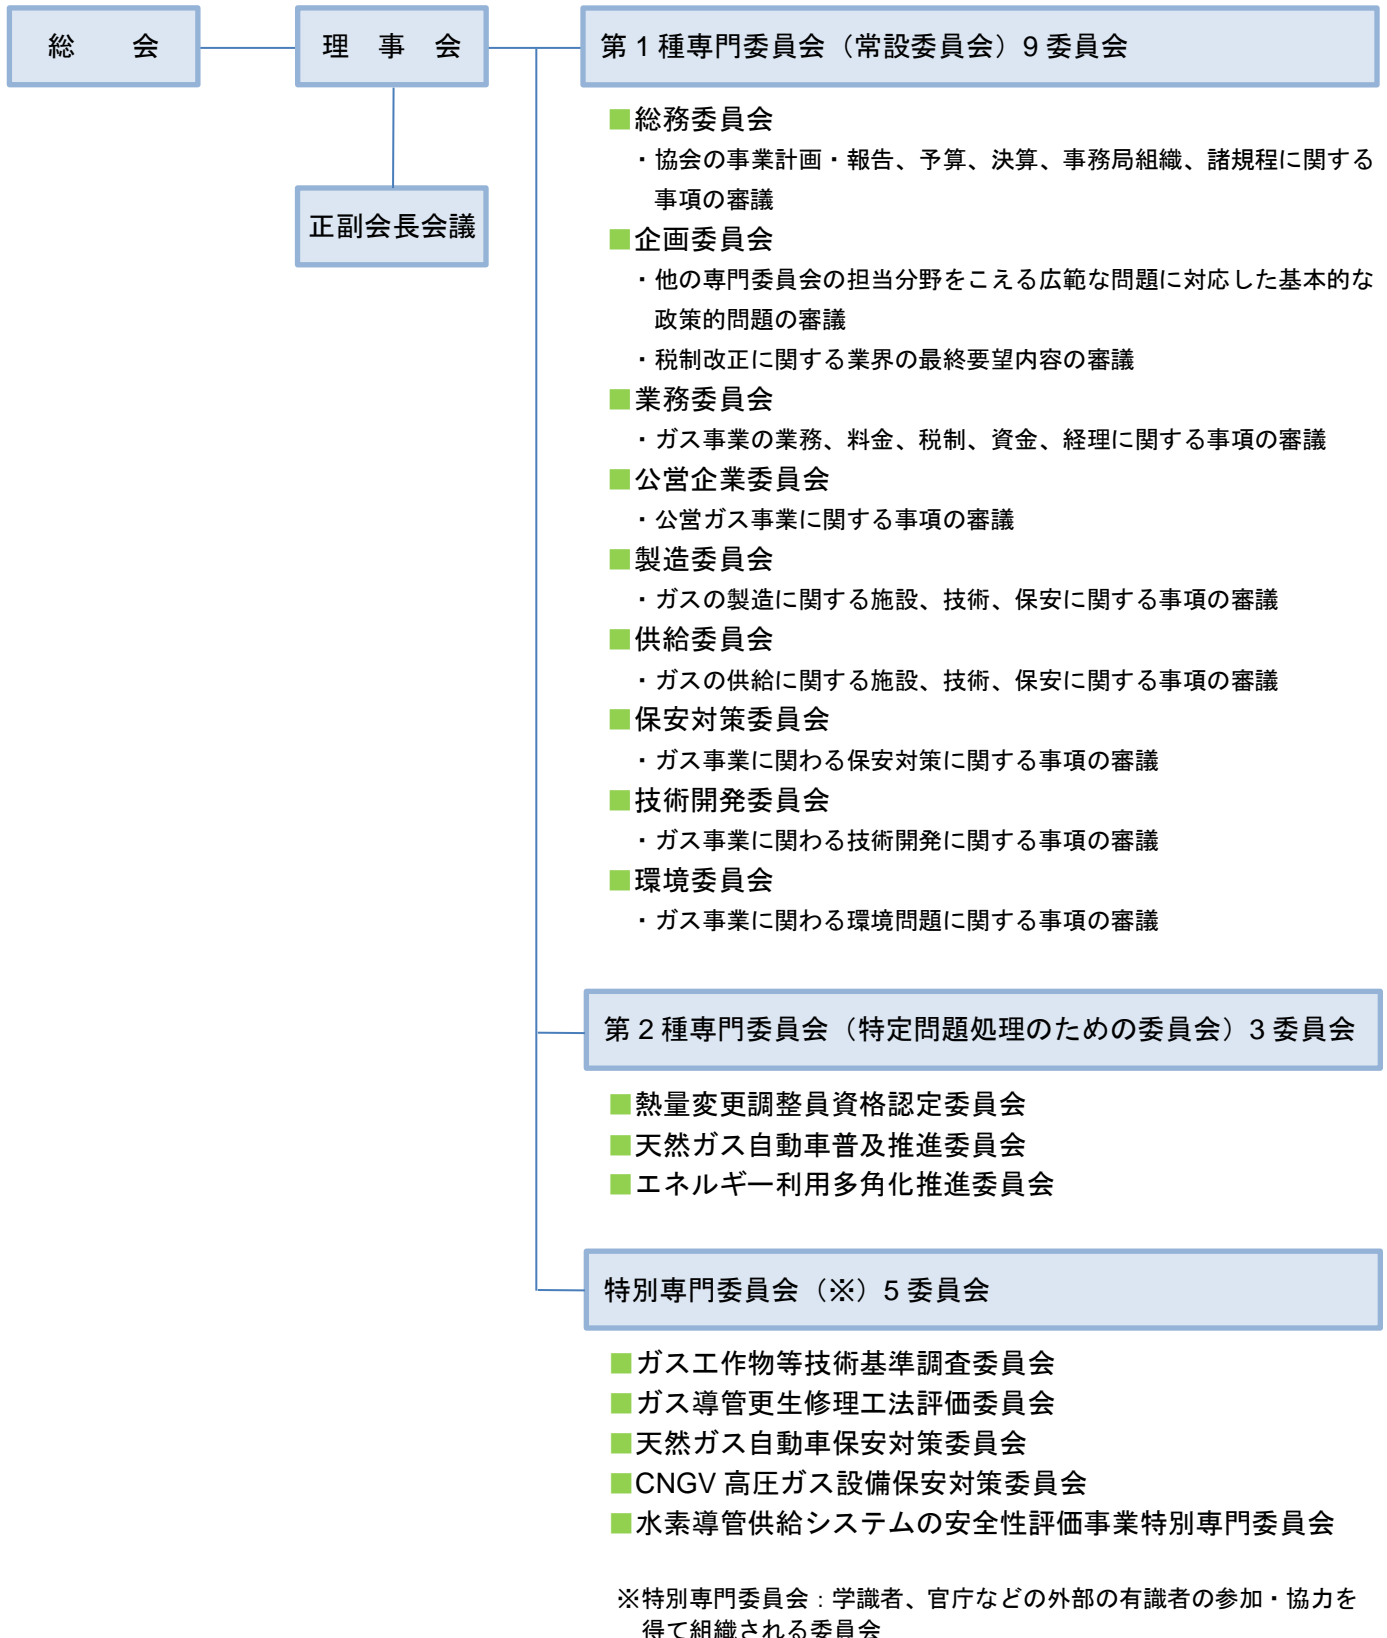 総　会
理　事　会
正副会長会議
第1種専門委員会（常設委員会）9委員会
■総務委員会
・協会の事業計画・報告、予算、決算、事務局組織、諸規程に関する
事項の審議
■企画委員会
・他の専門委員会の担当分野をこえる広範な問題に対応した基本的な
政策的問題の審議
・税制改正に関する業界の最終要望内容の審議
■業務委員会
・ガス事業の業務、料金、税制、資金、経理に関する事項の審議
■公営企業委員会
・公営ガス事業に関する事項の審議
■製造委員会
・ガスの製造に関する施設、技術、保安に関する事項の審議
■供給委員会
・ガスの供給に関する施設、技術、保安に関する事項の審議
■保安対策委員会
・ガス事業に関わる保安対策に関する事項の審議
■技術開発委員会
・ガス事業に関わる技術開発に関する事項の審議
■環境委員会
・ガス事業に関わる環境問題に関する事項の審議
第2種専門委員会（特定問題処理のための委員会）3委員会
■熱量変更調整員資格認定委員会
■天然ガス自動車普及推進委員会
■エネルギー利用多角化推進委員会
特別専門委員会（※）5委員会
■ガス工作物等技術基準調査委員会
■ガス導管更生修理工法評価委員会
■天然ガス自動車保安対策委員会
■CNGV高圧ガス設備保安対策委員会
■水素導管供給システムの安全性評価事業特別専門委員会
※特別専門委員会：学識者、官庁などの外部の有識者の参加・協力を
得て組織される委員会